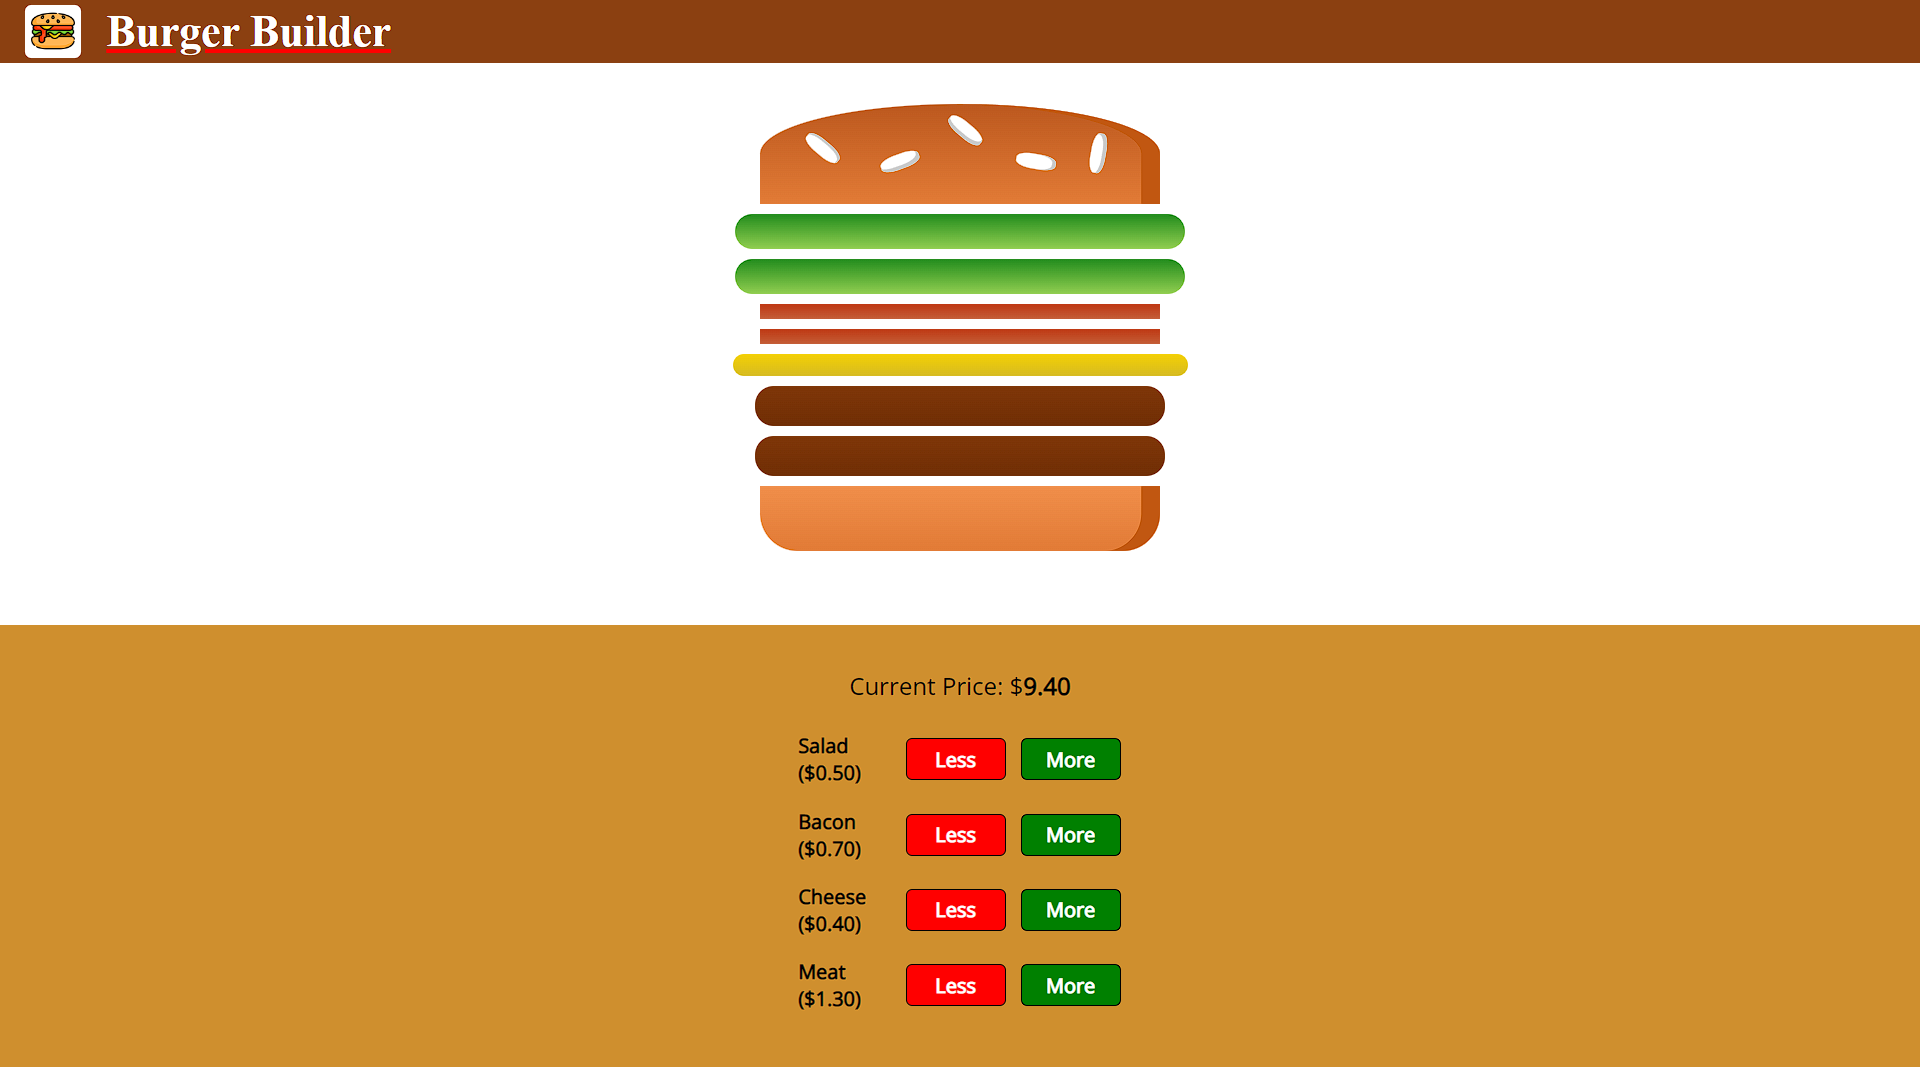 Burger Builder
Current Price: $9.40
Salad
($0.50)
Less
More
Bacon
($0.70)
Less
More
Cheese
($0.40)
Less
More
Meat
($1.30)
Less
More